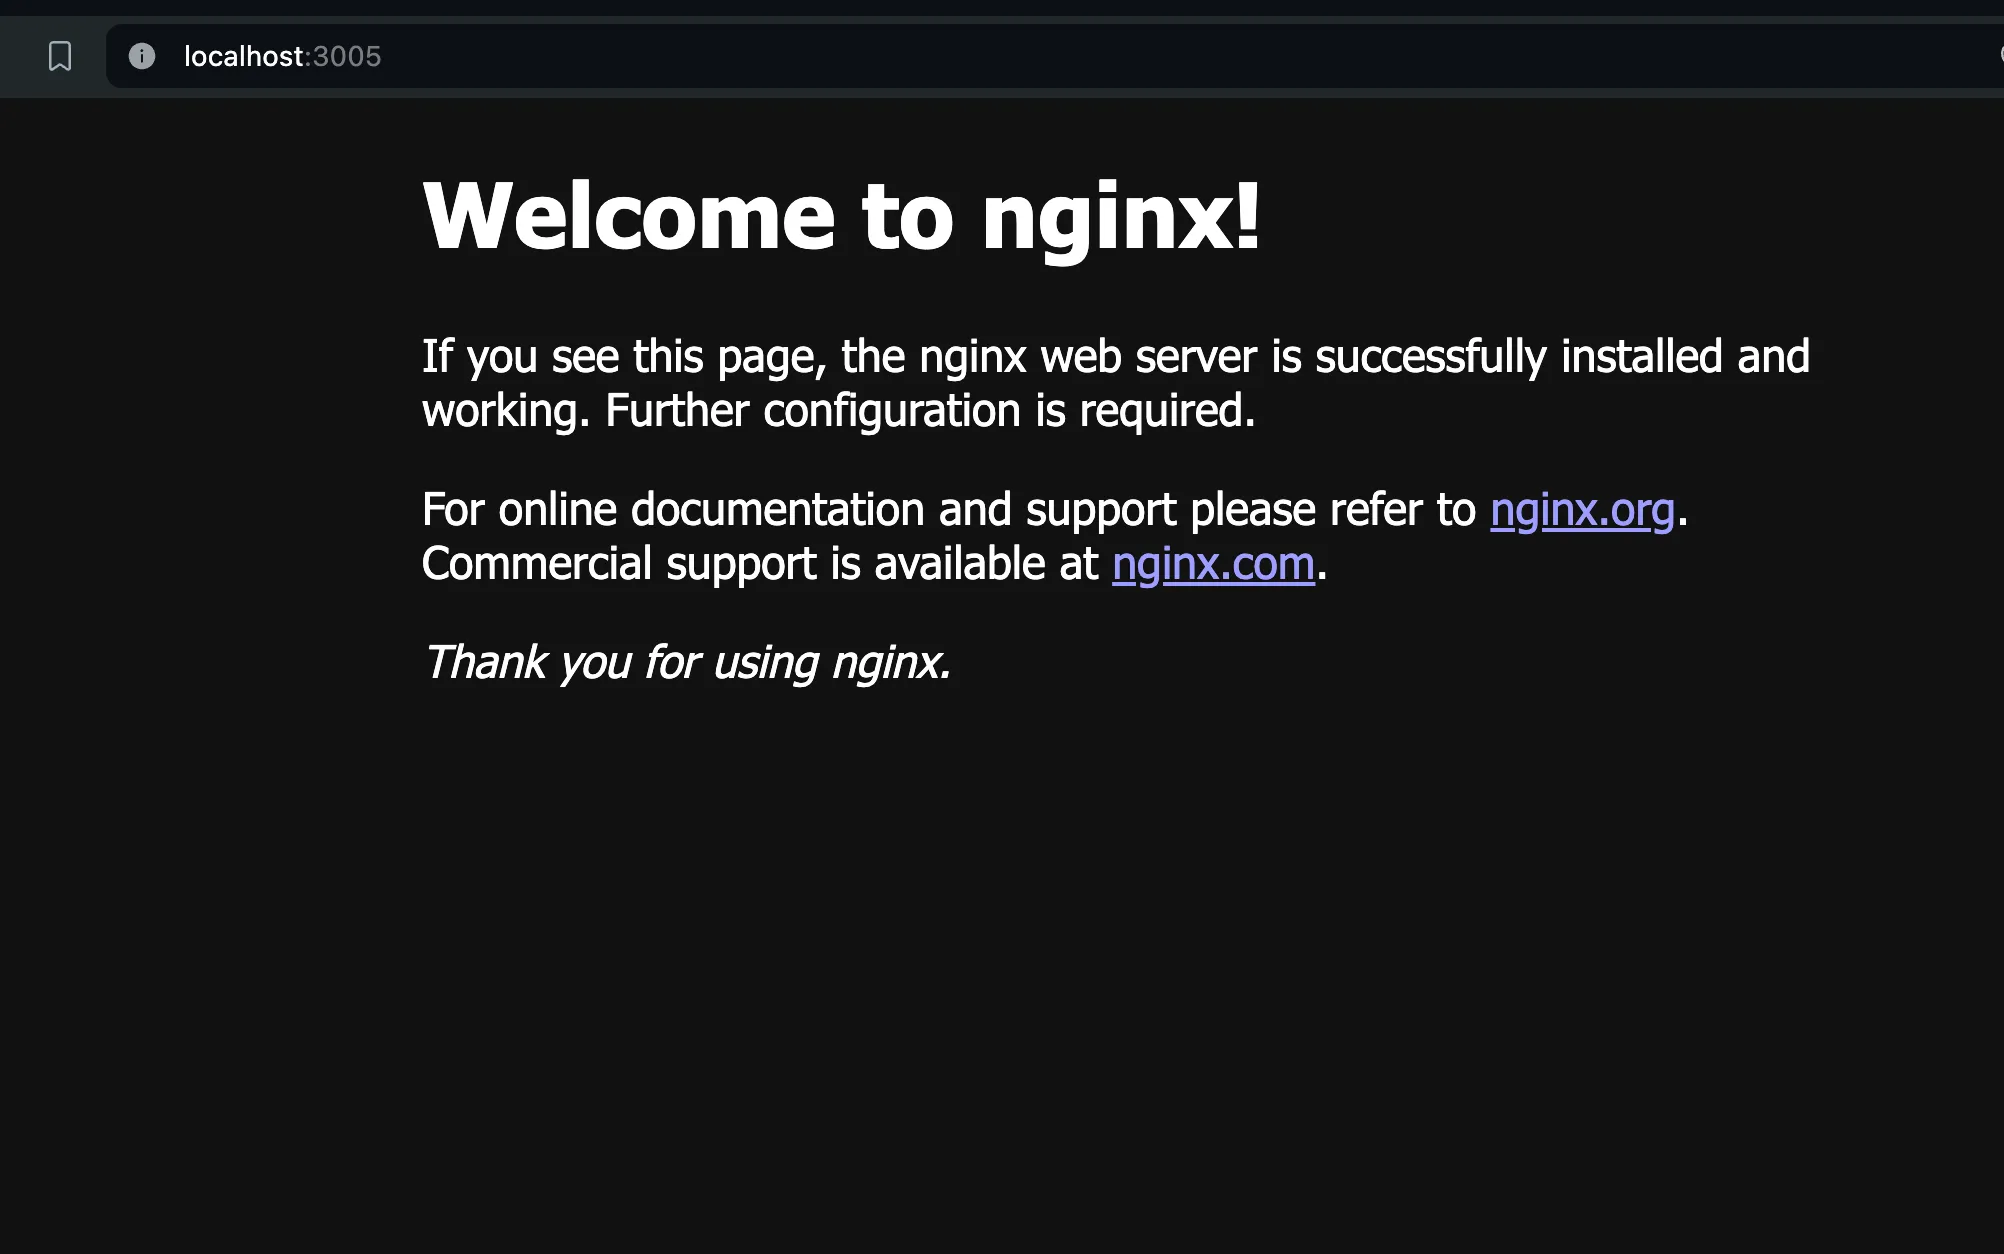 localhost:3005
Welcome to nginx!
If you see this page, the nginx web server is successfully installed and
working. Further configuration is required.
For online documentation and support please refer to nginx.org.
Commercial support is available at nginx.com.
Thank you for using nginx.